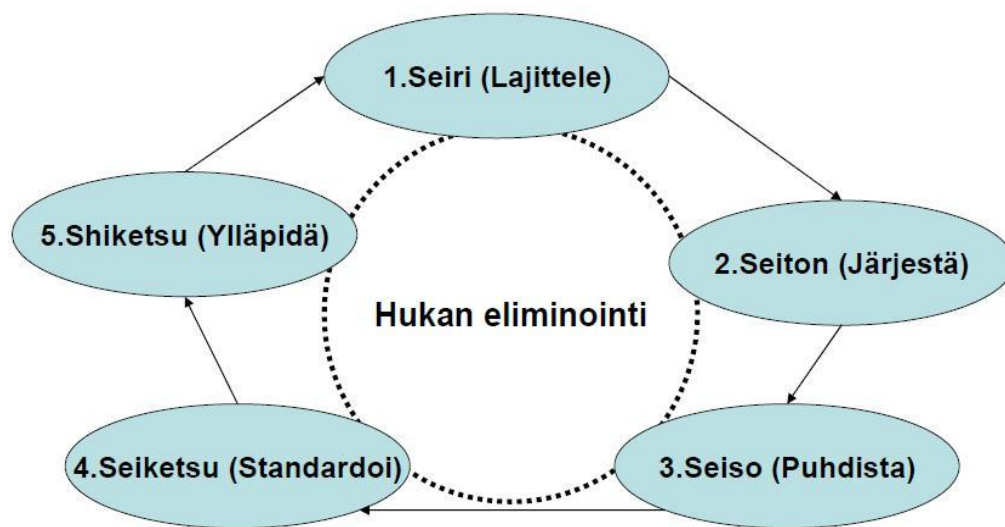 1.Seiri (Lajittele)
2.Seiton (Järjestä)
3.Seiso (Puhdista)
4.Seiketsu (Standardoi)
5.Shiketsu (Ylläpidä)
Hukan eliminointi